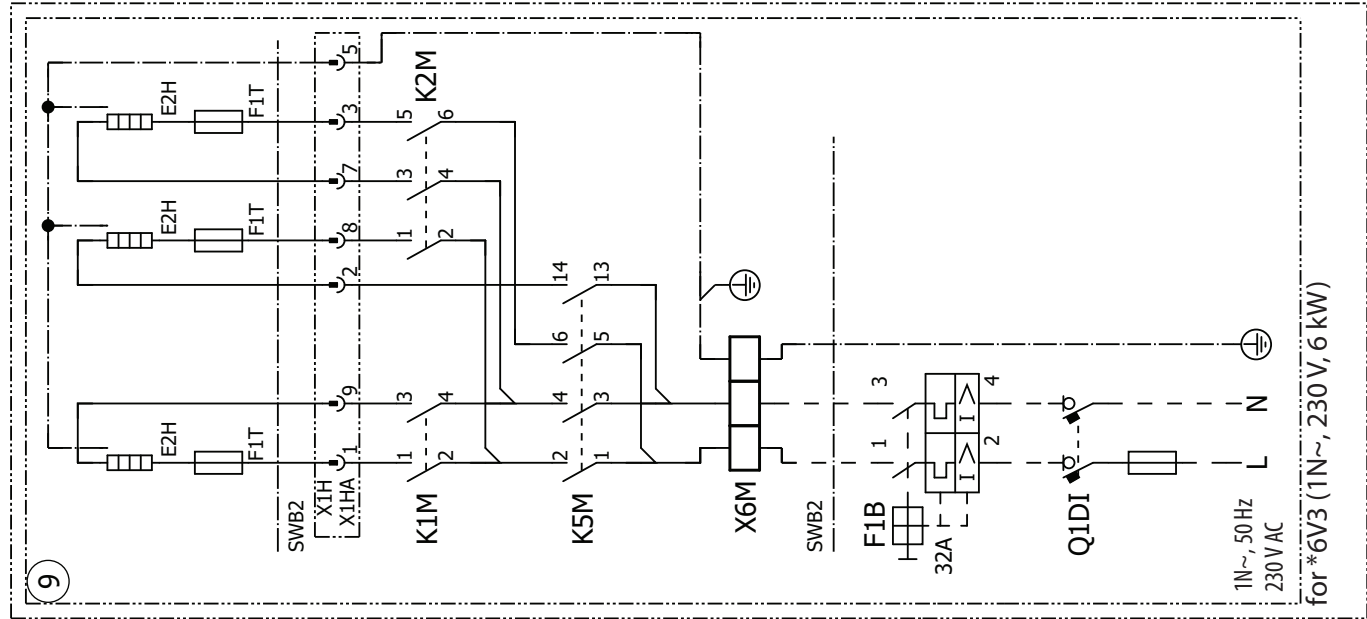 9
E2H
F1T
E2H
F1T
E2H
F1T
SWB2
X1H
X1HA
1
9
2
8
7
3
5
K1M
1
2
3
4
K2M
1
2
3
4
5
6
K5M
2
1
4
3
6
5
14
13
X6M
SWB2
F1B
32A
1
3
I >
I >
2
4
Q1DI
L
N
1N~, 50 Hz
230 V AC
for *6V3 (1N~, 230 V, 6 kW)